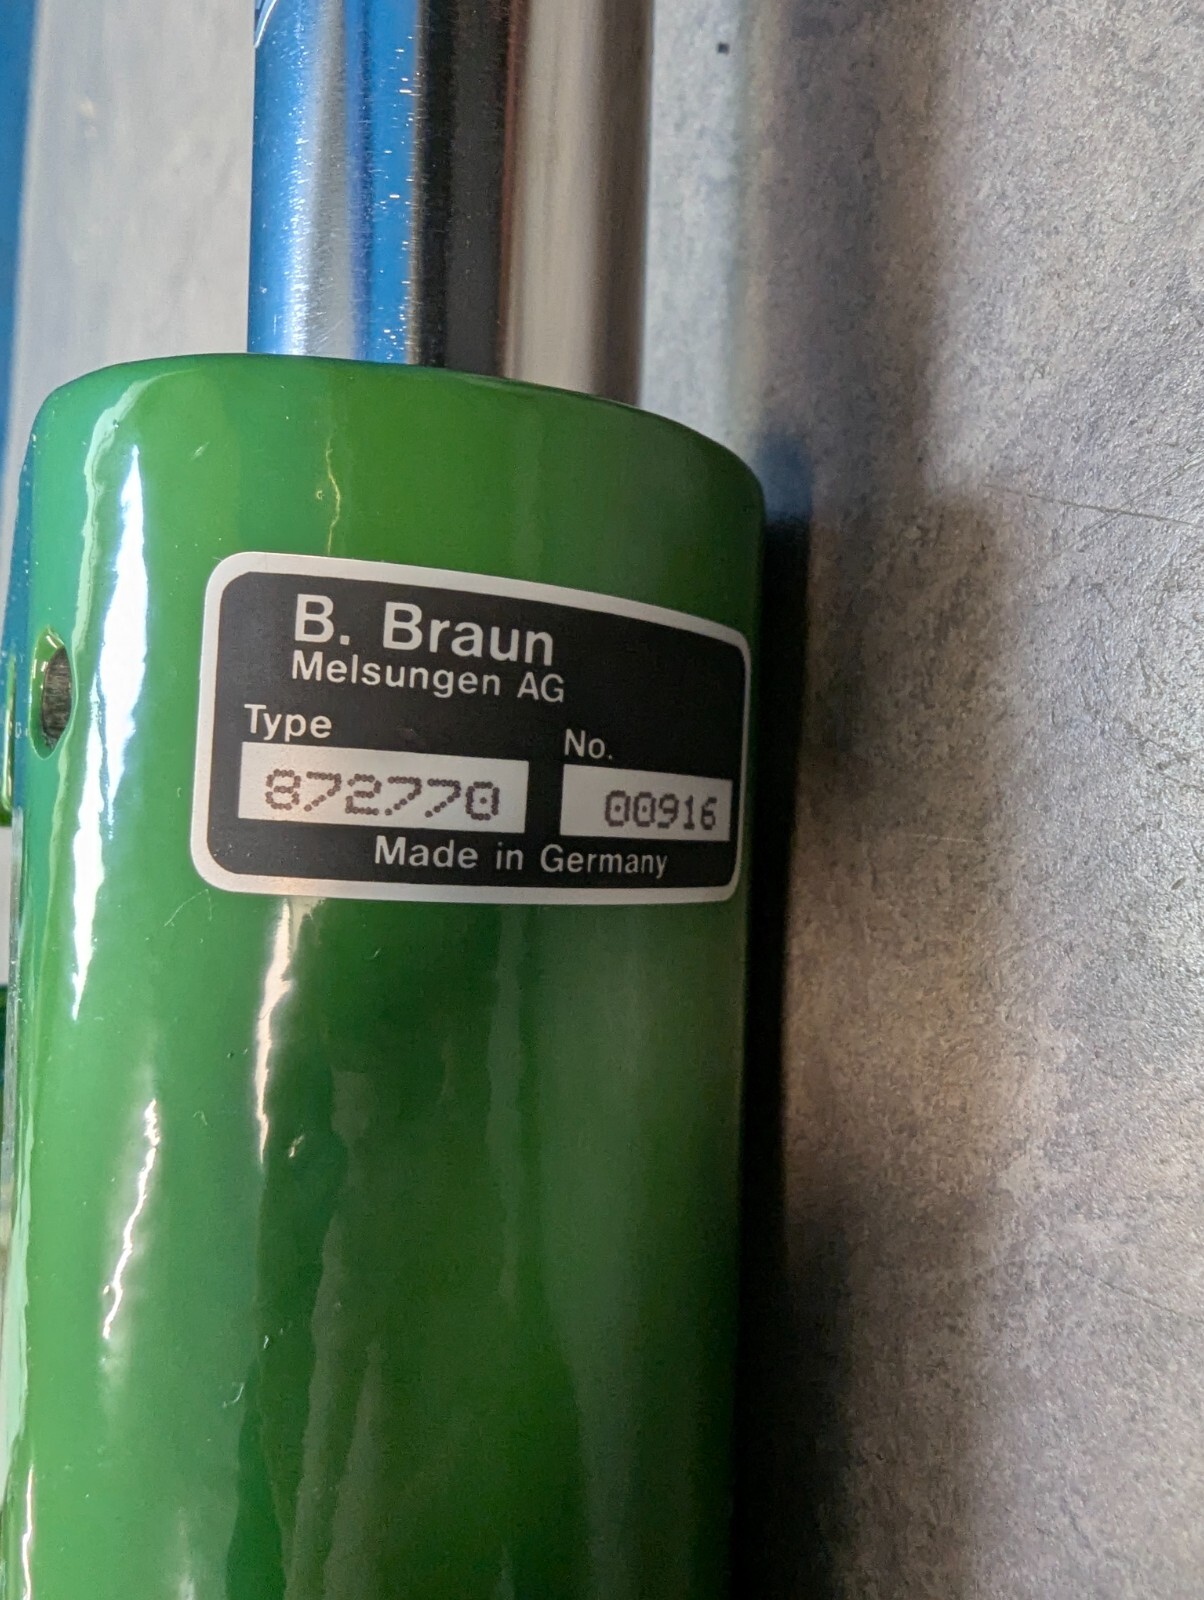 B. Braun
Melsungen AG
Type No.
872770 00916
Made in Germany